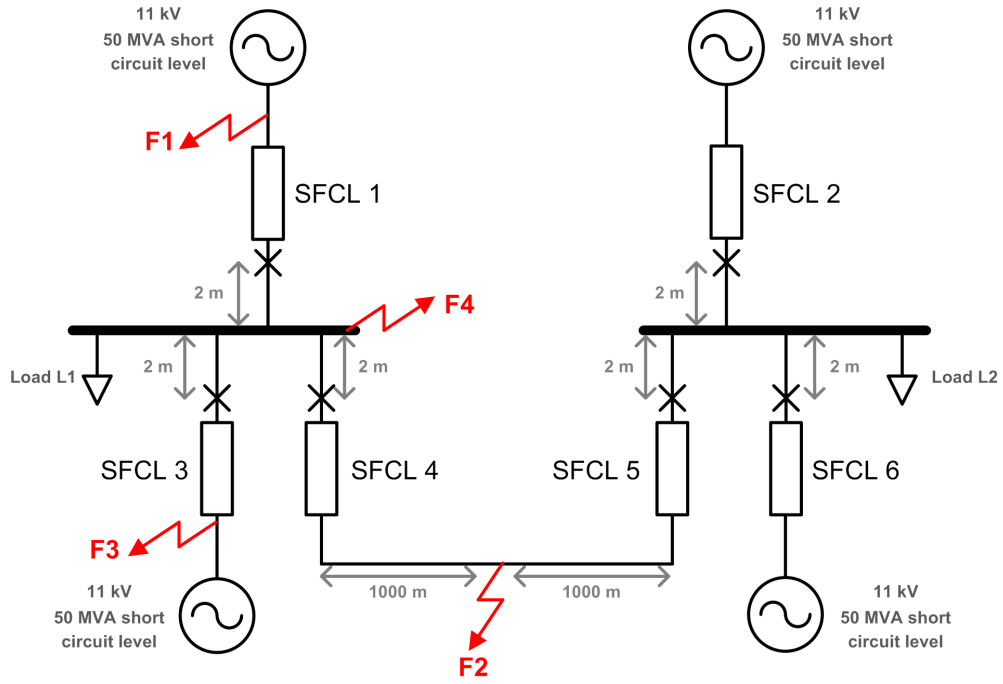 11 kV
50 MVA short
circuit level
11 kV
50 MVA short
circuit level
F1
SFCL 1
SFCL 2
2 m
2 m
F4
Load L1
2 m
2 m
2 m
2 m
Load L2
SFCL 3
SFCL 4
SFCL 5
SFCL 6
F3
11 kV
50 MVA short
circuit level
1000 m
1000 m
11 kV
50 MVA short
circuit level
F2